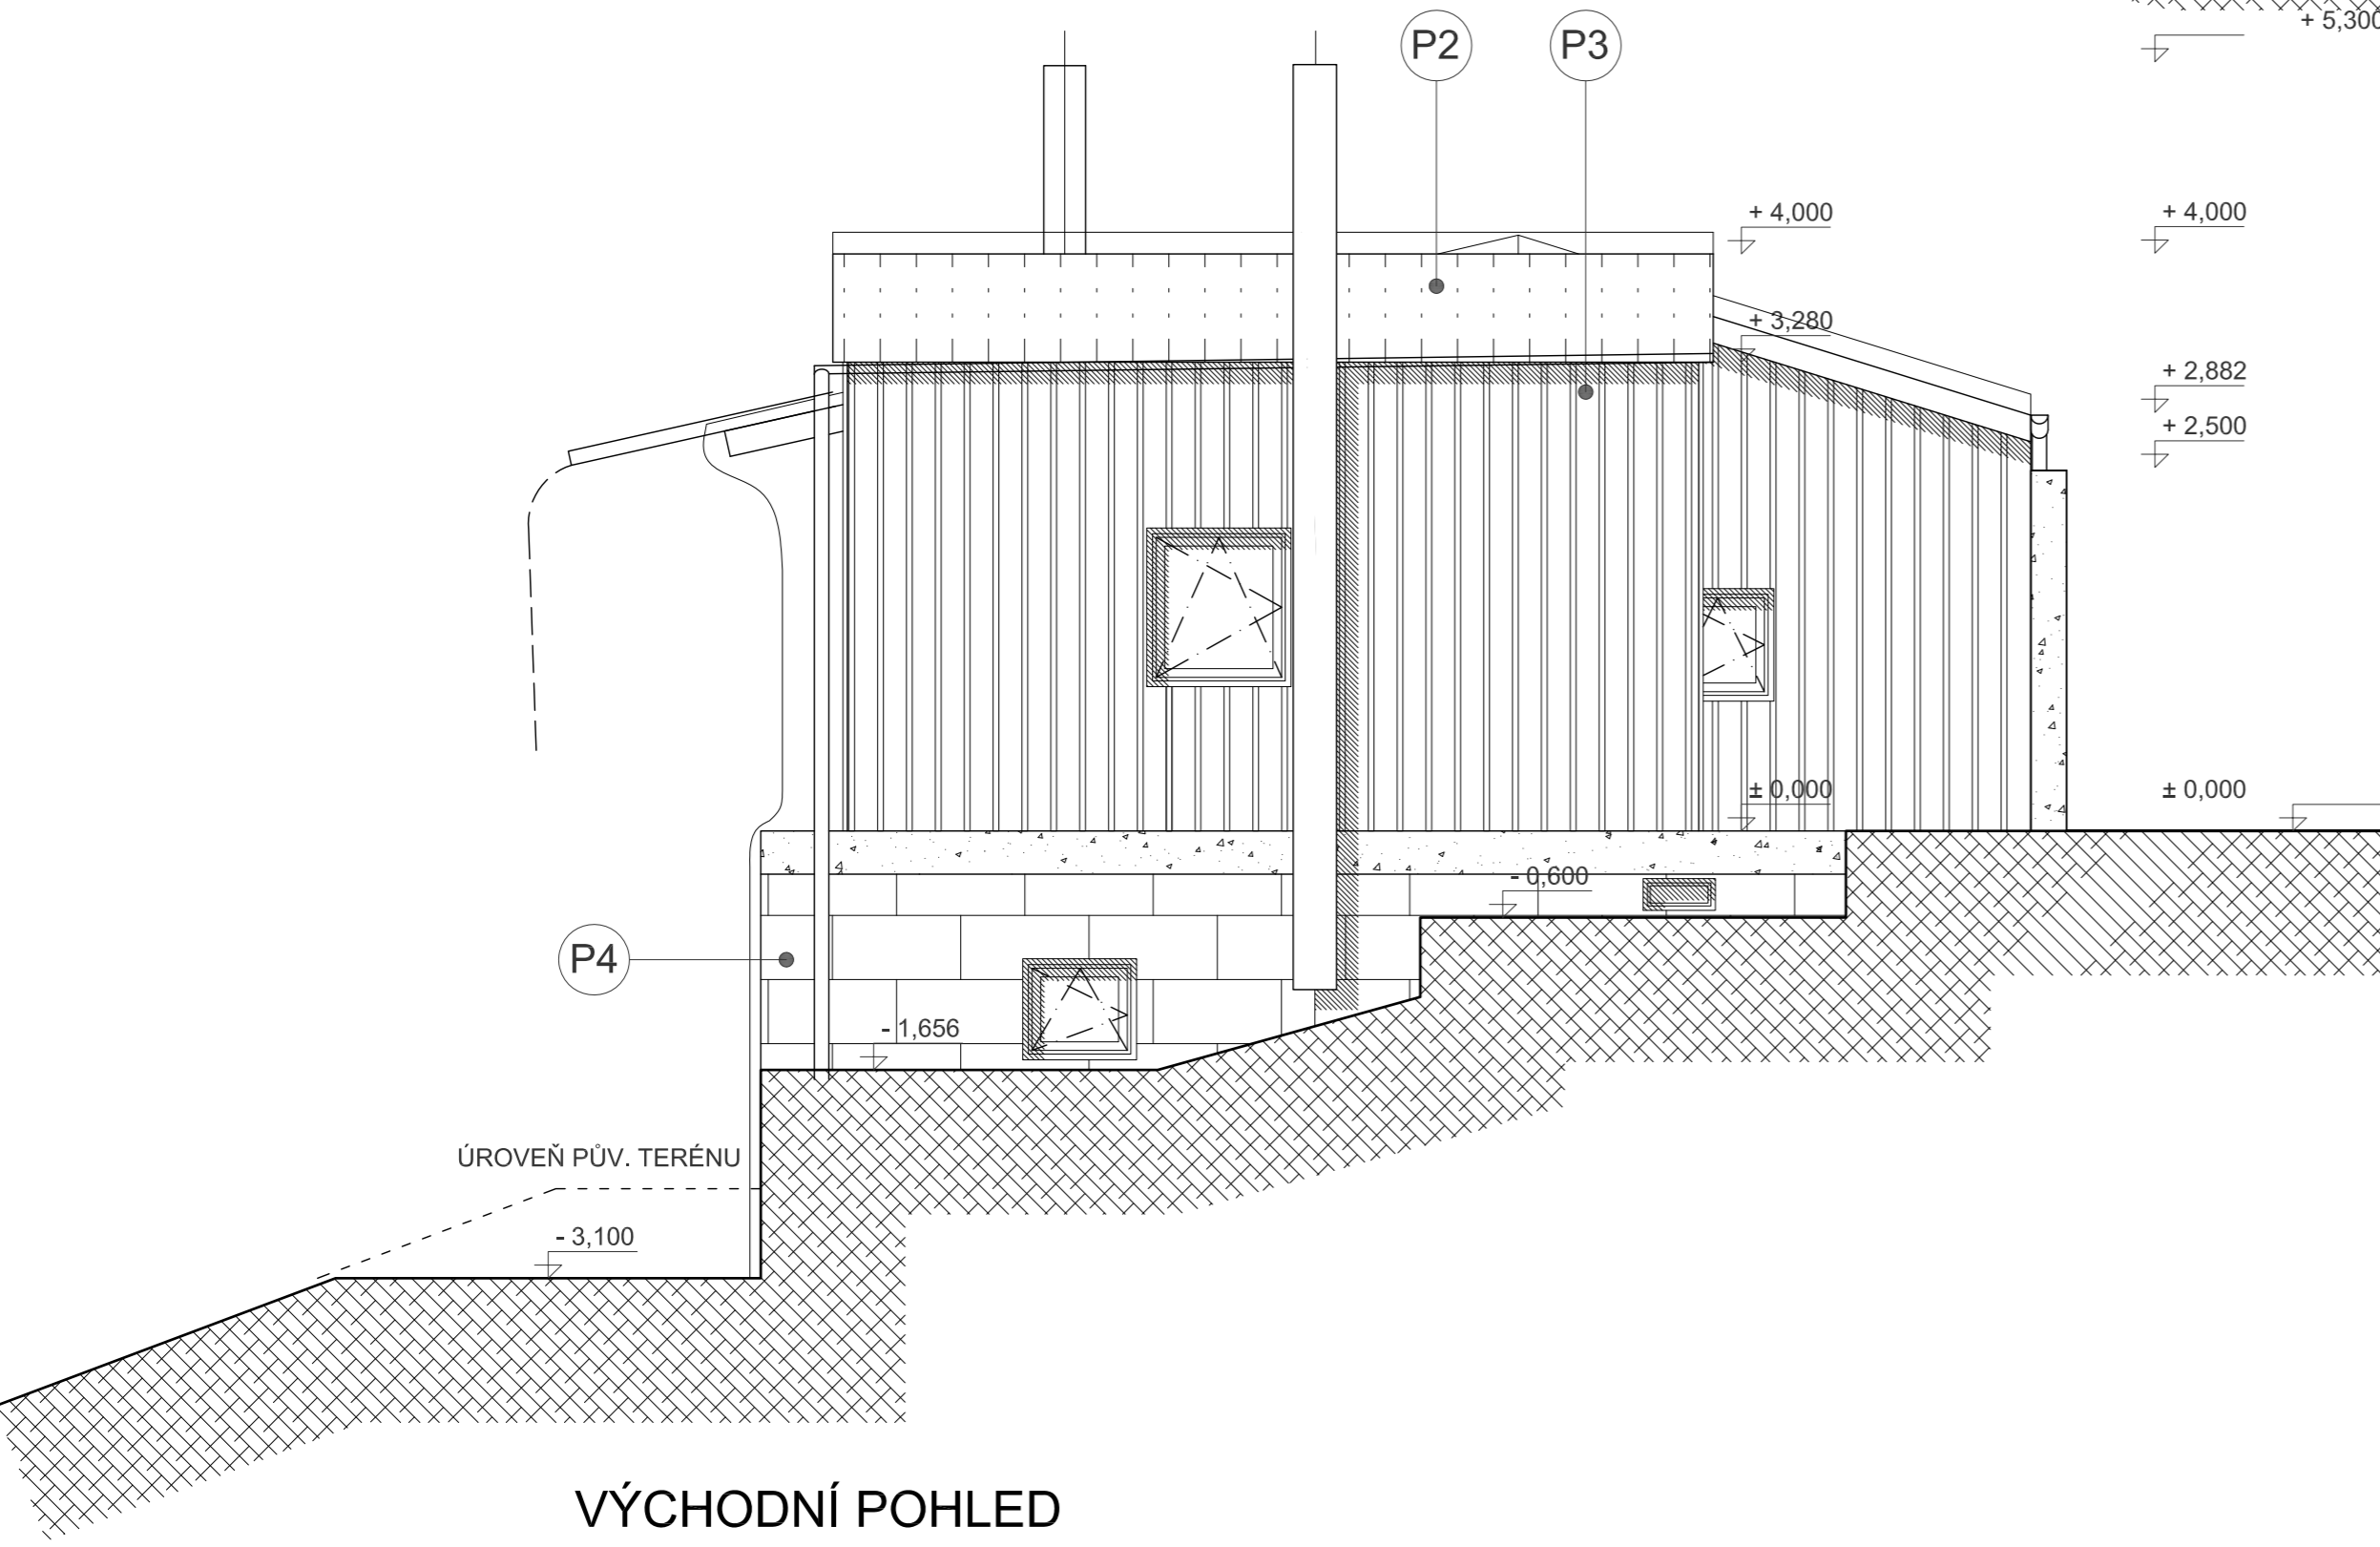 + 5,300
P2
P3
+ 4,000
+ 4,000
+ 3,280
+ 2,882
+ 2,500
± 0,000
± 0,000
- 0,600
P4
- 1,656
ÚROVEŇ PŮV. TERÉNU
- 3,100
VÝCHODNÍ POHLED